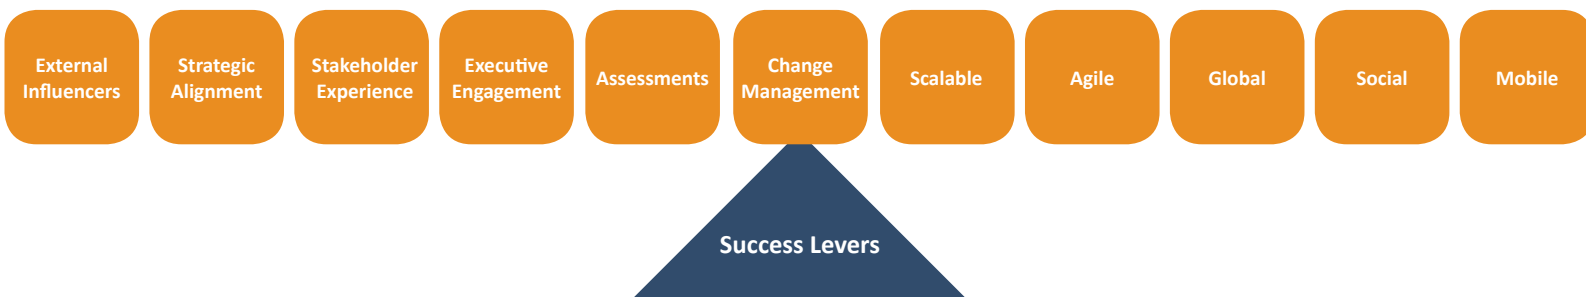 External
Influencers
Strategic
Alignment
Stakeholder
Experience
Executive
Engagement
Assessments
Change
Management
Scalable
Agile
Global
Social
Mobile
Success Levers